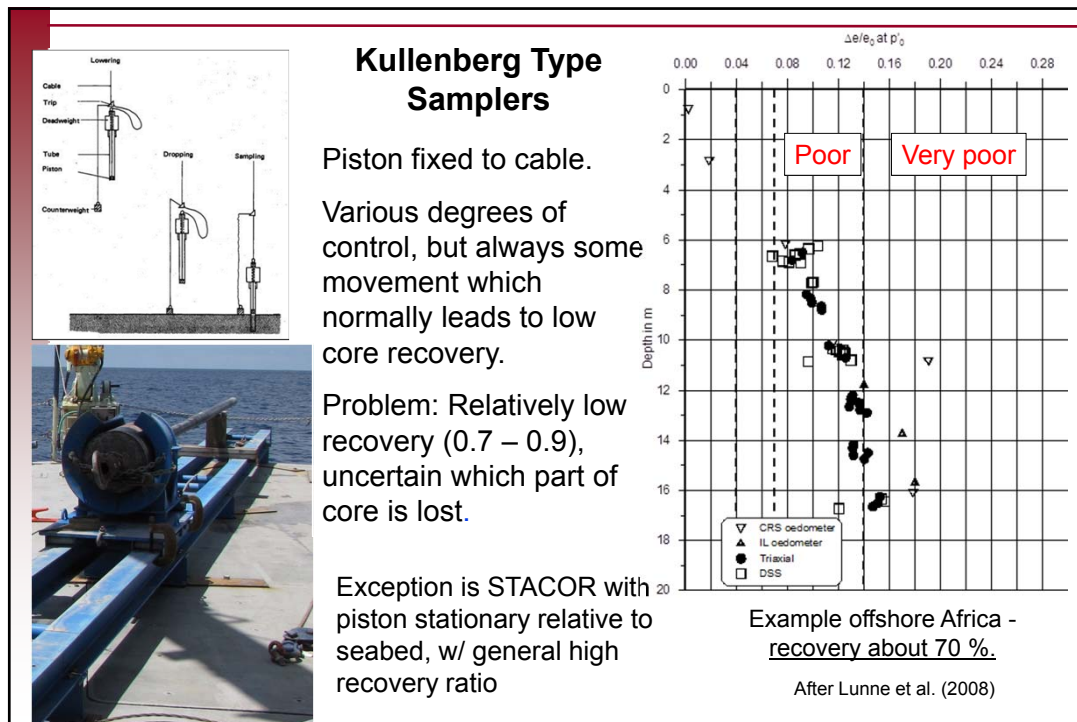 Kullenberg Type
Samplers
Piston fixed to cable.
Various degrees of
control, but always some
movement which
normally leads to low
core recovery.
Problem: Relatively low
recovery (0.7 – 0.9),
uncertain which part of
core is lost.
Exception is STACOR with
piston stationary relative to
seabed, w/ general high
recovery ratio
Lowering
Cable
Trip
Deadweight
Tube
Piston
Counterweight
Dropping
Sampling
Δe/e₀ at p'₀
0.00 0.04 0.08 0.12 0.16 0.20 0.24 0.28
0
2
4
6
8
10
12
14
16
18
20
Depth in m
Poor
Very poor
CRS oedometer
IL oedometer
Triaxial
DSS
Example offshore Africa -
recovery about 70 %.
After Lunne et al. (2008)